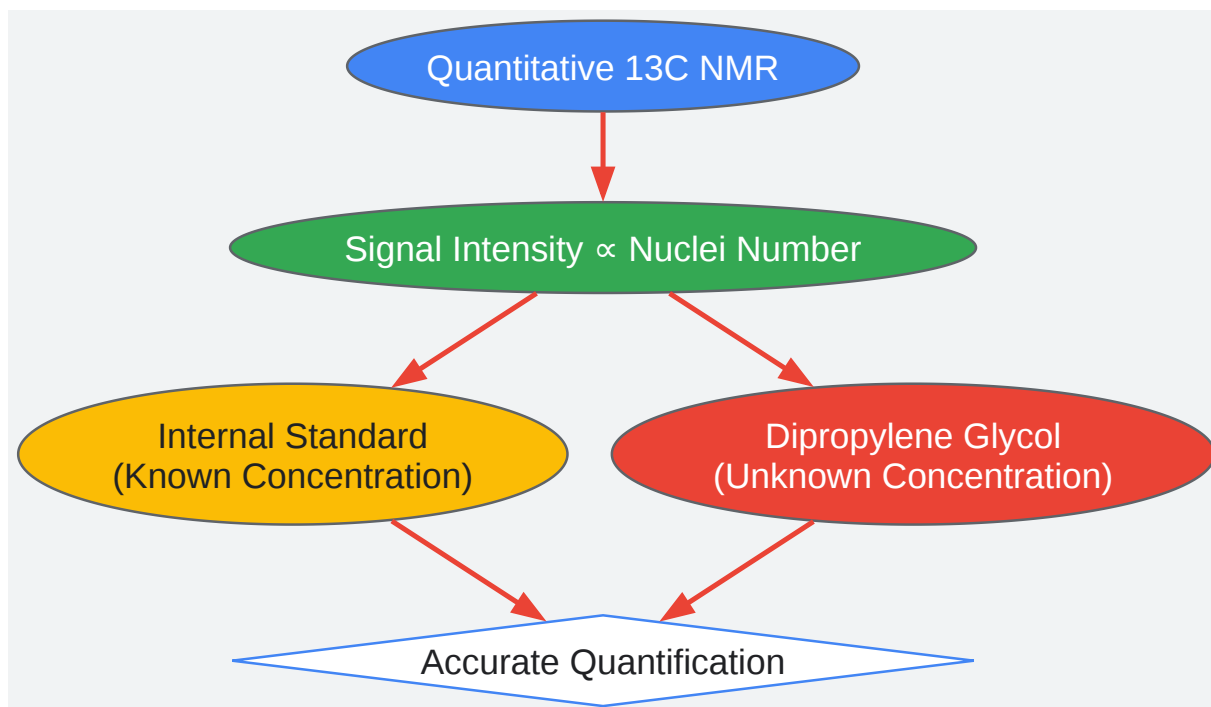 Quantitative 13C NMR
Signal Intensity ∝ Nuclei Number
Internal Standard
(Known Concentration)
Dipropylene Glycol
(Unknown Concentration)
Accurate Quantification